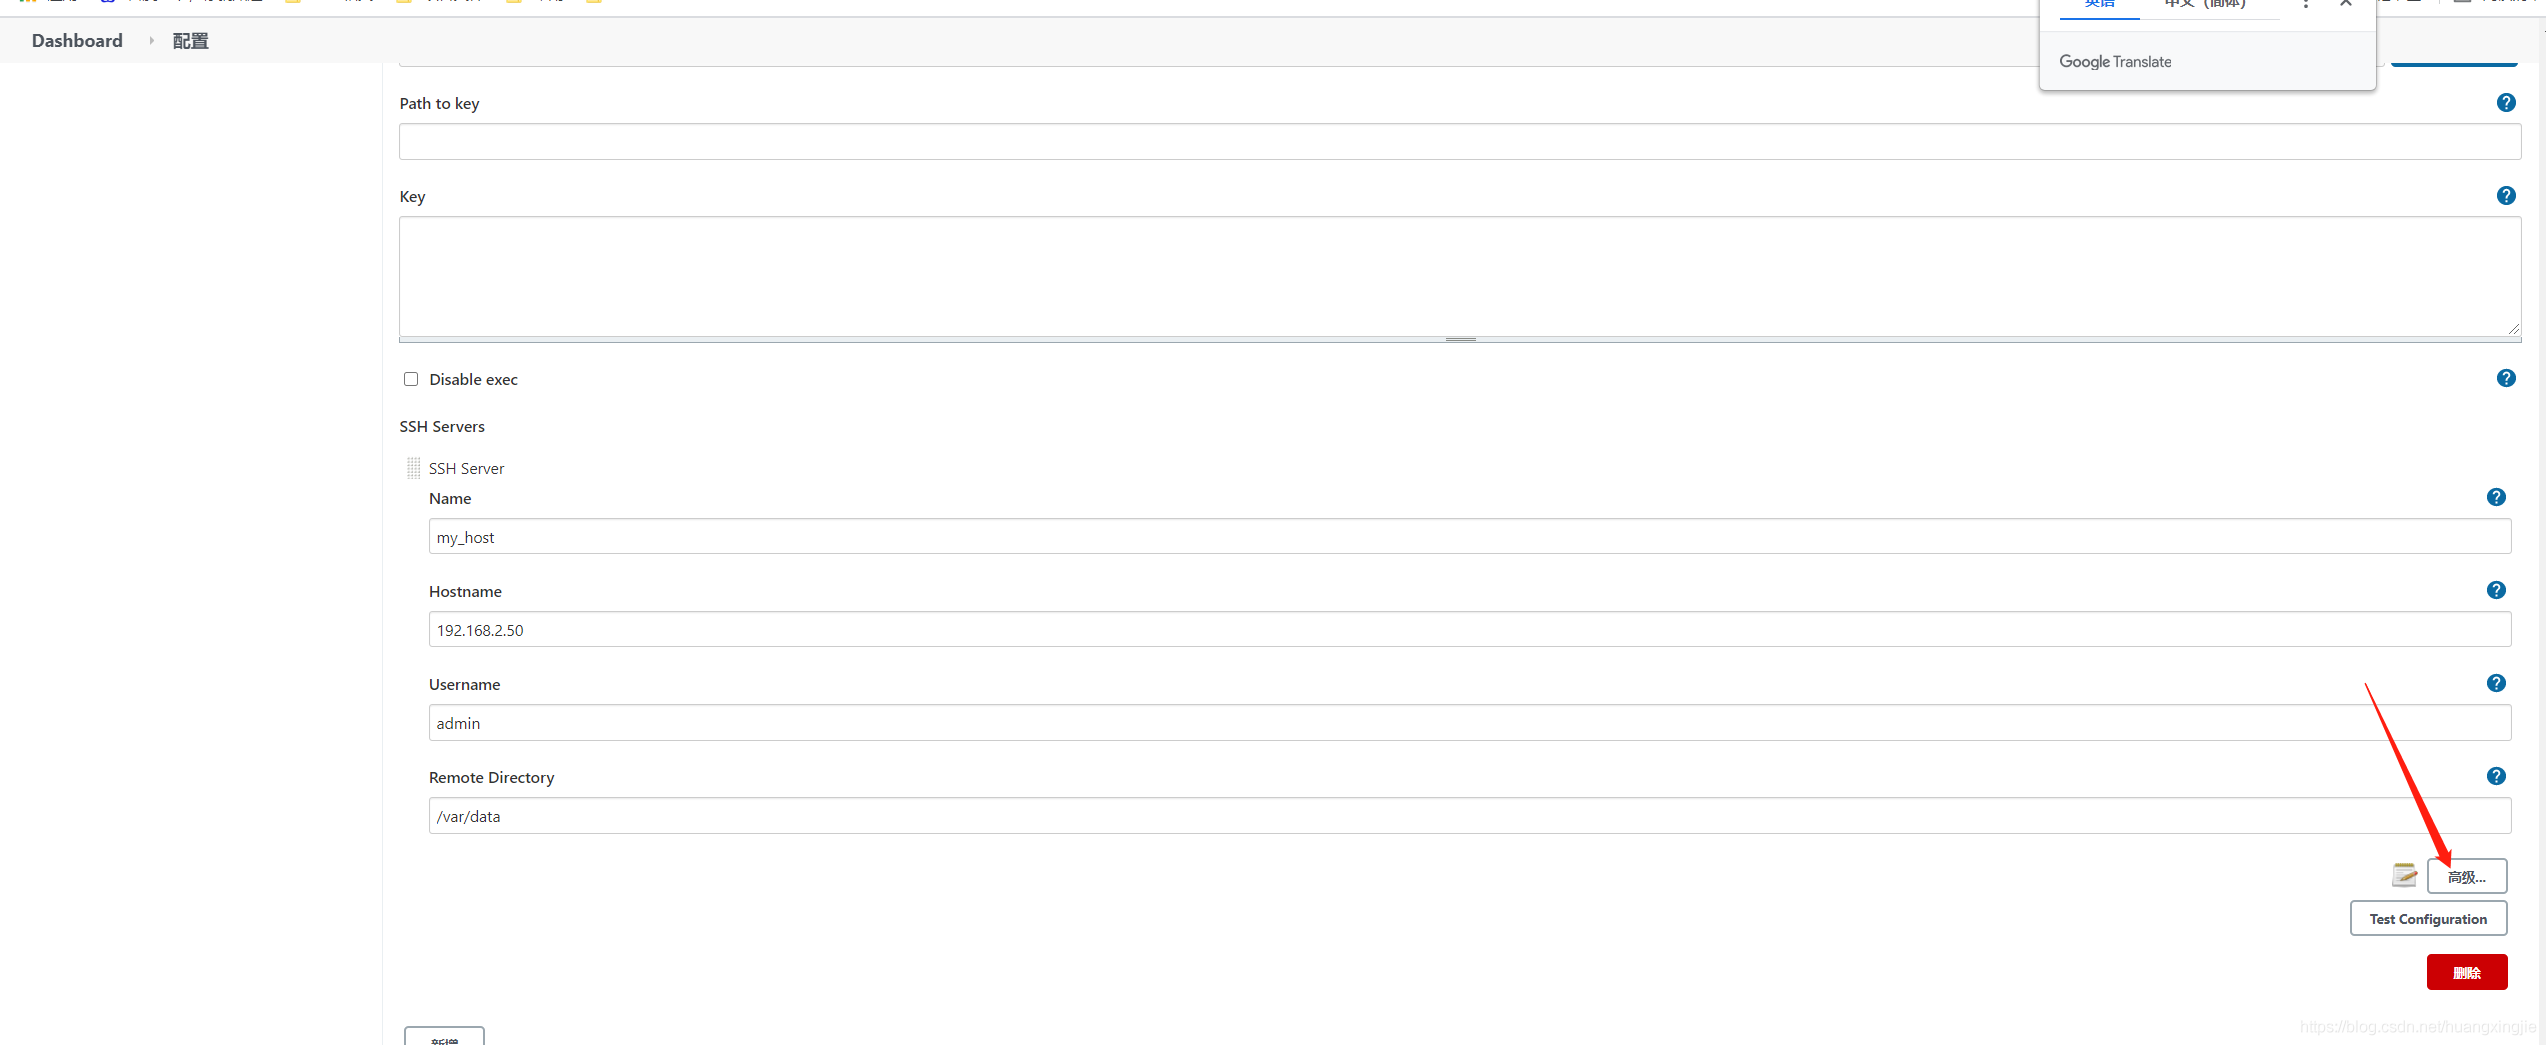 英语 中文 (简体)
Dashboard 配置
Google Translate
Path to key
Key
Disable exec
SSH Servers
SSH Server
Name
my_host
Hostname
192.168.2.50
Username
admin
Remote Directory
/var/data
高级...
Test Configuration
删除
https://blog.csdn.net/huangxingjie
新增